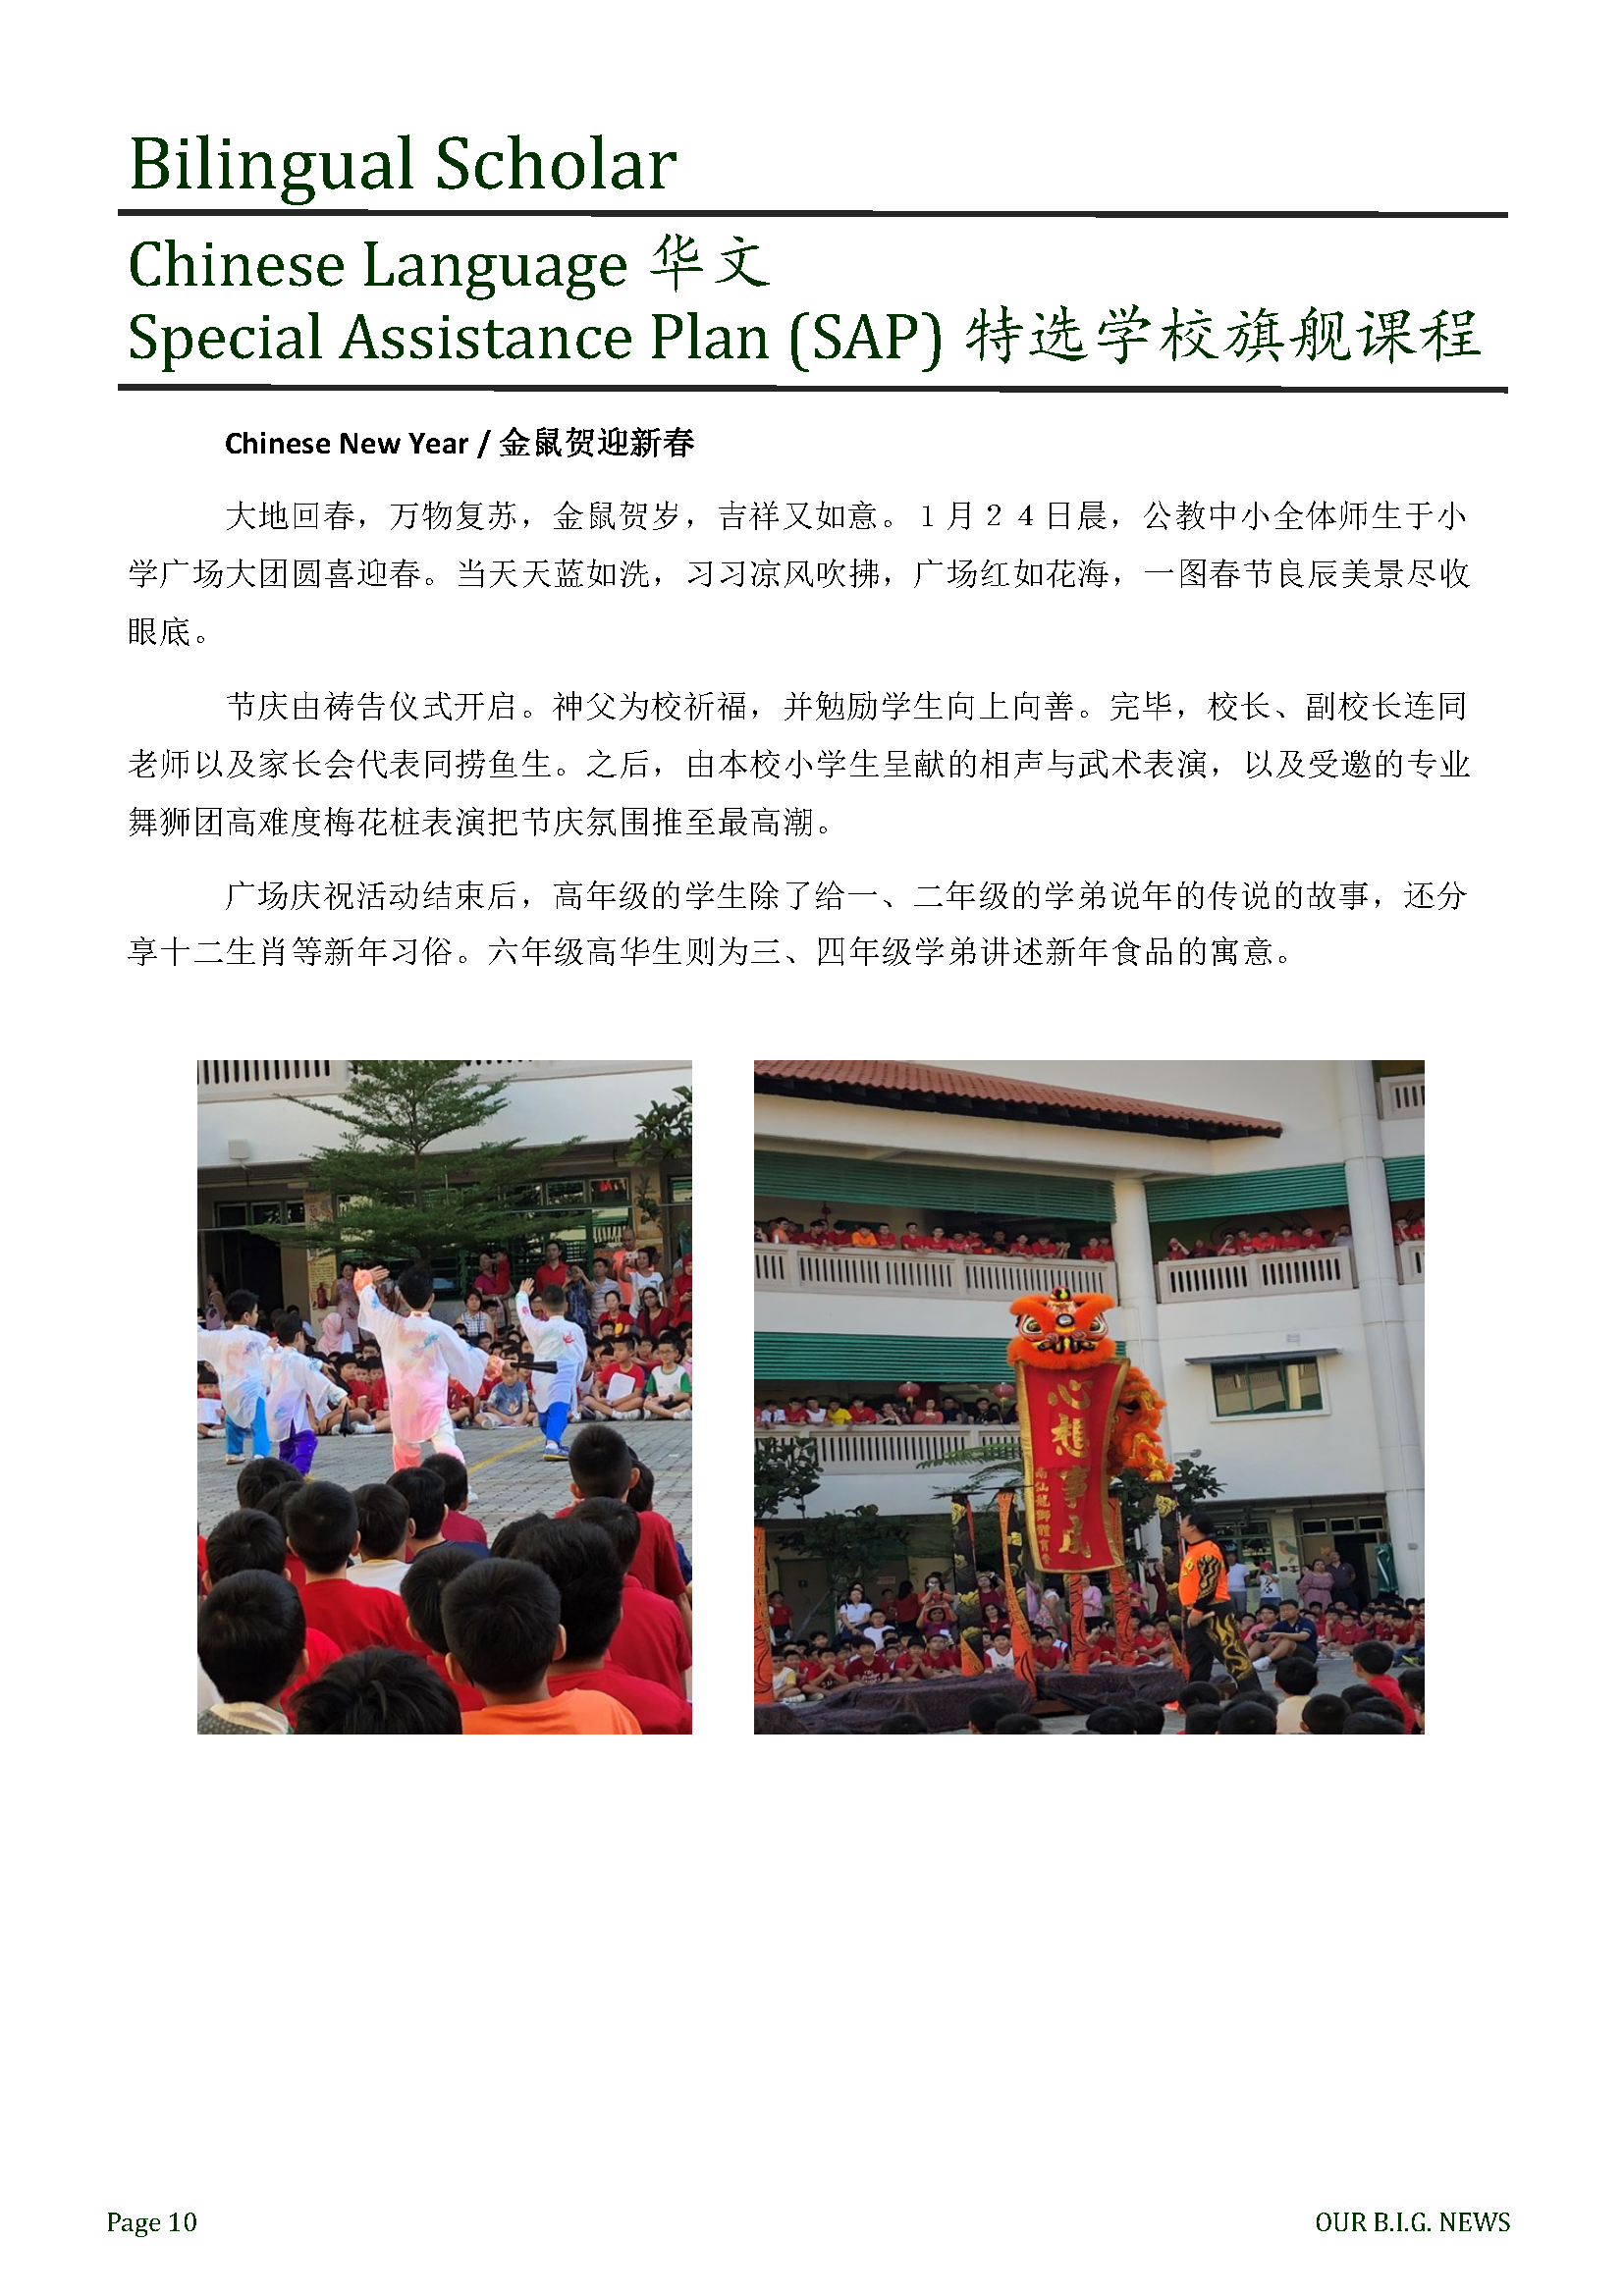 Bilingual Scholar
Chinese Language 华文
Special Assistance Plan (SAP) 特选学校旗舰课程
Chinese New Year / 金鼠贺迎新春
大地回春，万物复苏，金鼠贺岁，吉祥又如意。１月２４日晨，公教中小全体师生于小
学广场大团圆喜迎春。当天天蓝如洗，习习凉风吹拂，广场红如花海，一图春节良辰美景尽收
眼底。
节庆由祷告仪式开启。神父为校祈福，并勉励学生向上向善。完毕，校长、副校长连同
老师以及家长会代表同捞鱼生。之后，由本校小学生呈献的相声与武术表演，以及受邀的专业
舞狮团高难度梅花桩表演把节庆氛围推至最高潮。
广场庆祝活动结束后，高年级的学生除了给一、二年级的学弟说年的传说的故事，还分
享十二生肖等新年习俗。六年级高华生则为三、四年级学弟讲述新年食品的寓意。
心想事成
南仙龍獅體育會
Page 10
OUR B.I.G. NEWS